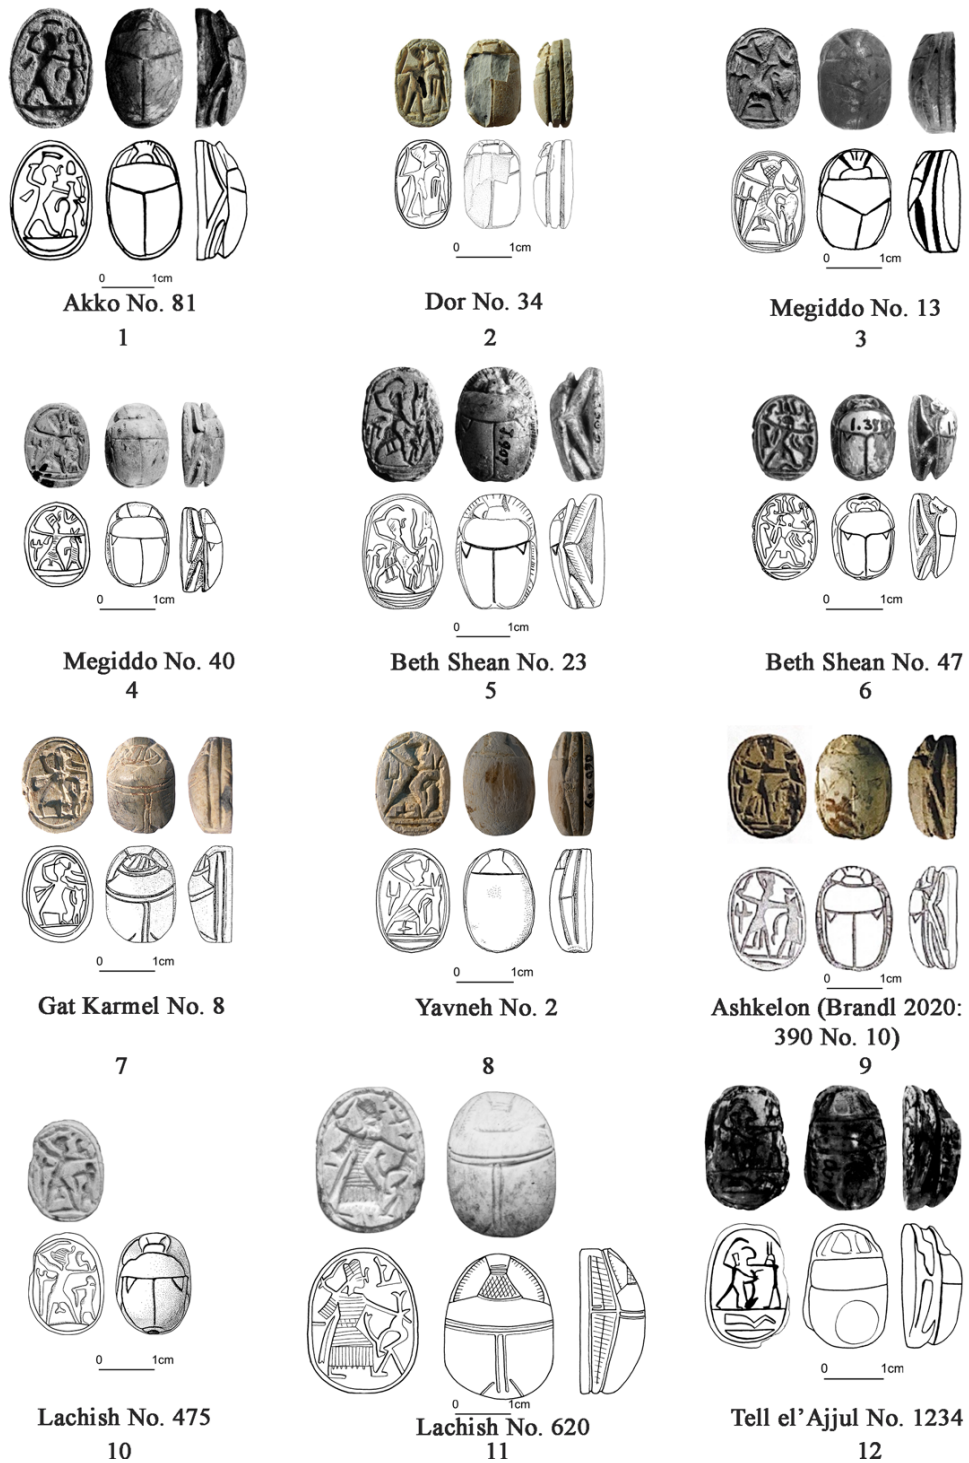 0 1cm
Akko No. 81
1
0 1cm
Dor No. 34
2
0 1cm
Megiddo No. 13
3
0 1cm
Megiddo No. 40
4
0 1cm
Beth Shean No. 23
5
0 1cm
Beth Shean No. 47
6
0 1cm
Gat Karmel No. 8
7
0 1cm
Yavneh No. 2
8
0 1cm
Ashkelon (Brandl 2020:
390 No. 10)
9
0 1cm
Lachish No. 475
10
0 1cm
Lachish No. 620
11
0 1cm
Tell el’Ajjul No. 1234
12